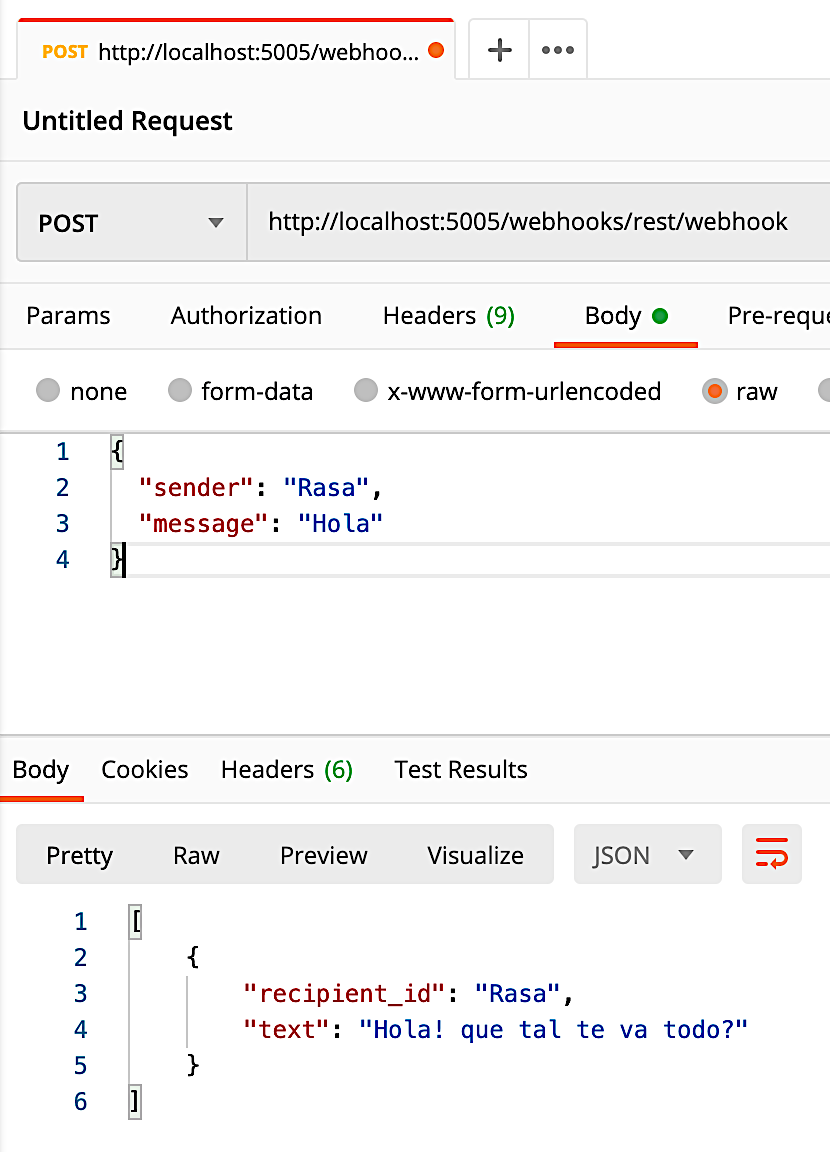 POST http://localhost:5005/webhoo...
Untitled Request
POST http://localhost:5005/webhooks/rest/webhook
Params Authorization Headers (9) Body Pre-reque
none form-data x-www-form-urlencoded raw
1 {
2 "sender": "Rasa",
3 "message": "Hola"
4 }
Body Cookies Headers (6) Test Results
Pretty Raw Preview Visualize JSON
1 [
2 {
3 "recipient_id": "Rasa",
4 "text": "Hola! que tal te va todo?"
5 }
6 ]